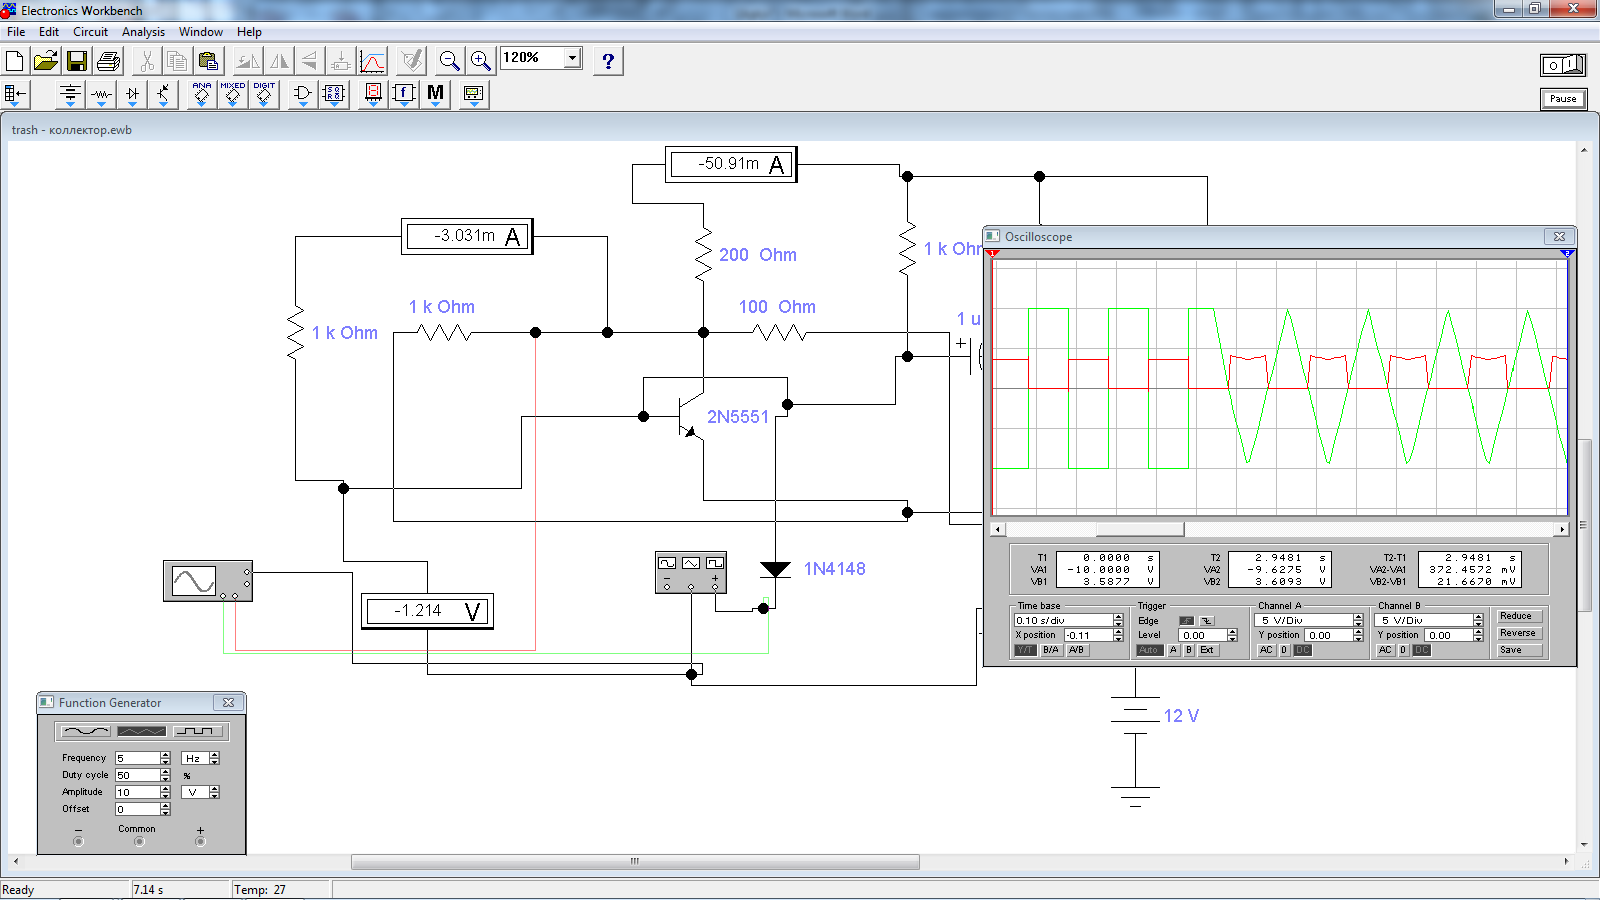 Electronics Workbench
File Edit Circuit Analysis Window Help
120% ?
ANA MIXED DIGIT
f M
Pause
trash - коллектор.ewb
-50.91m A
-3.031m A
200 Ohm
1 k Ohm
1 k Ohm
1 k Ohm
100 Ohm
1 u
+
2N5551
1N4148
-1.214 V
12 V
Oscilloscope
1 2
T1 0.0000 s T2 2.9481 s T2-T1 2.9481 s
VA1 -10.0000 V VA2 -9.6275 V VA2-VA1 372.4572 mV
VB1 3.5877 V VB2 3.6093 V VB2-VB1 21.6670 mV
Time base Trigger Channel A Channel B Reduce
0.10 s/div Edge 5 V/Div 5 V/Div
X position -0.11 Level 0.00 Y position 0.00 Y position 0.00 Reverse
Y/T B/A A/B Auto A B Ext AC 0 DC AC 0 DC Save
Function Generator
Frequency 5 Hz
Duty cycle 50 %
Amplitude 10 V
Offset 0
− Common +
Ready 7.14 s Temp: 27